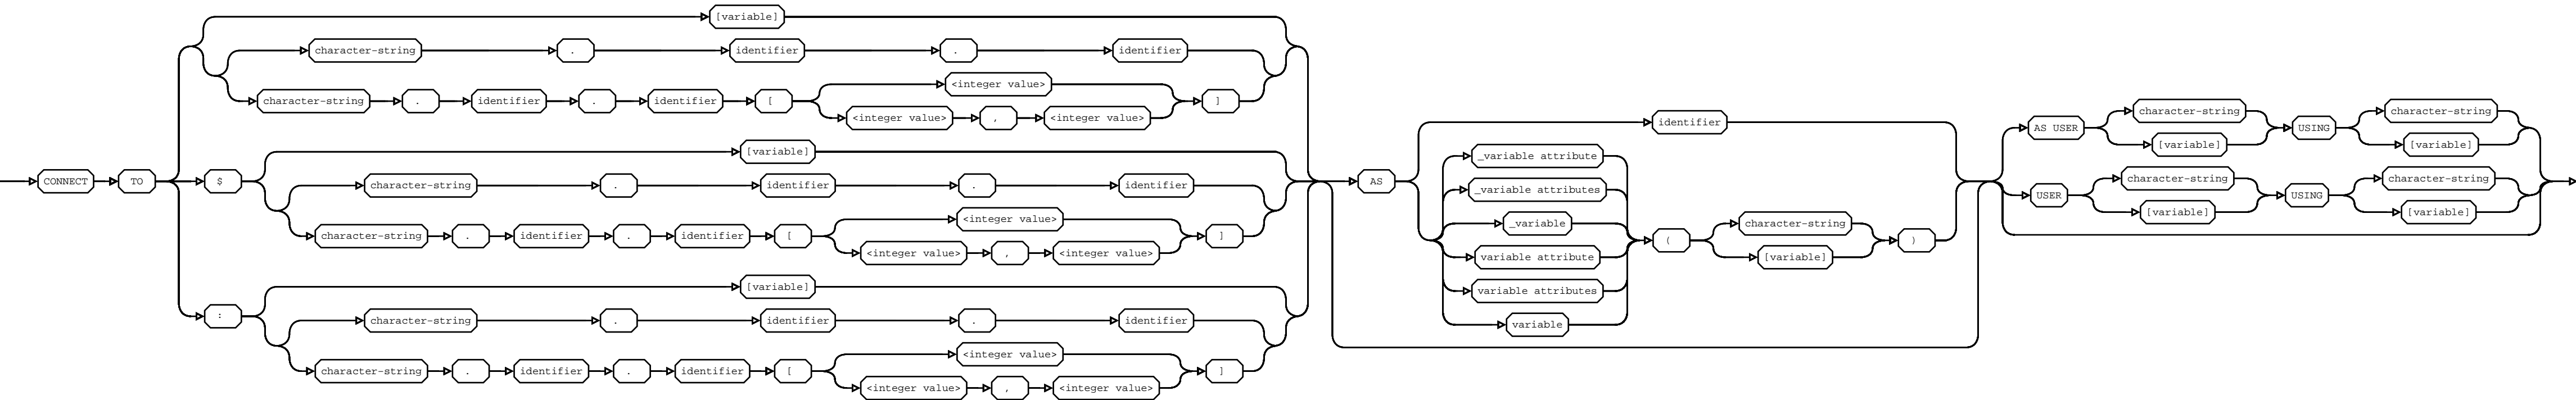 [variable]
character-string . identifier . identifier
<integer value>
character-string . identifier . identifier [ ]
<integer value> , <integer value>
[variable]
CONNECT TO $ AS
character-string . identifier . identifier
<integer value>
character-string . identifier . identifier [ ]
<integer value> , <integer value>
[variable]
:
character-string . identifier . identifier
<integer value>
character-string . identifier . identifier [ ]
<integer value> , <integer value>
identifier
_variable attribute
_variable attributes
_variable
character-string
( )
variable attribute [variable]
variable attributes
variable
character-string character-string
AS USER USING
[variable] [variable]
character-string character-string
USER USING
[variable] [variable]